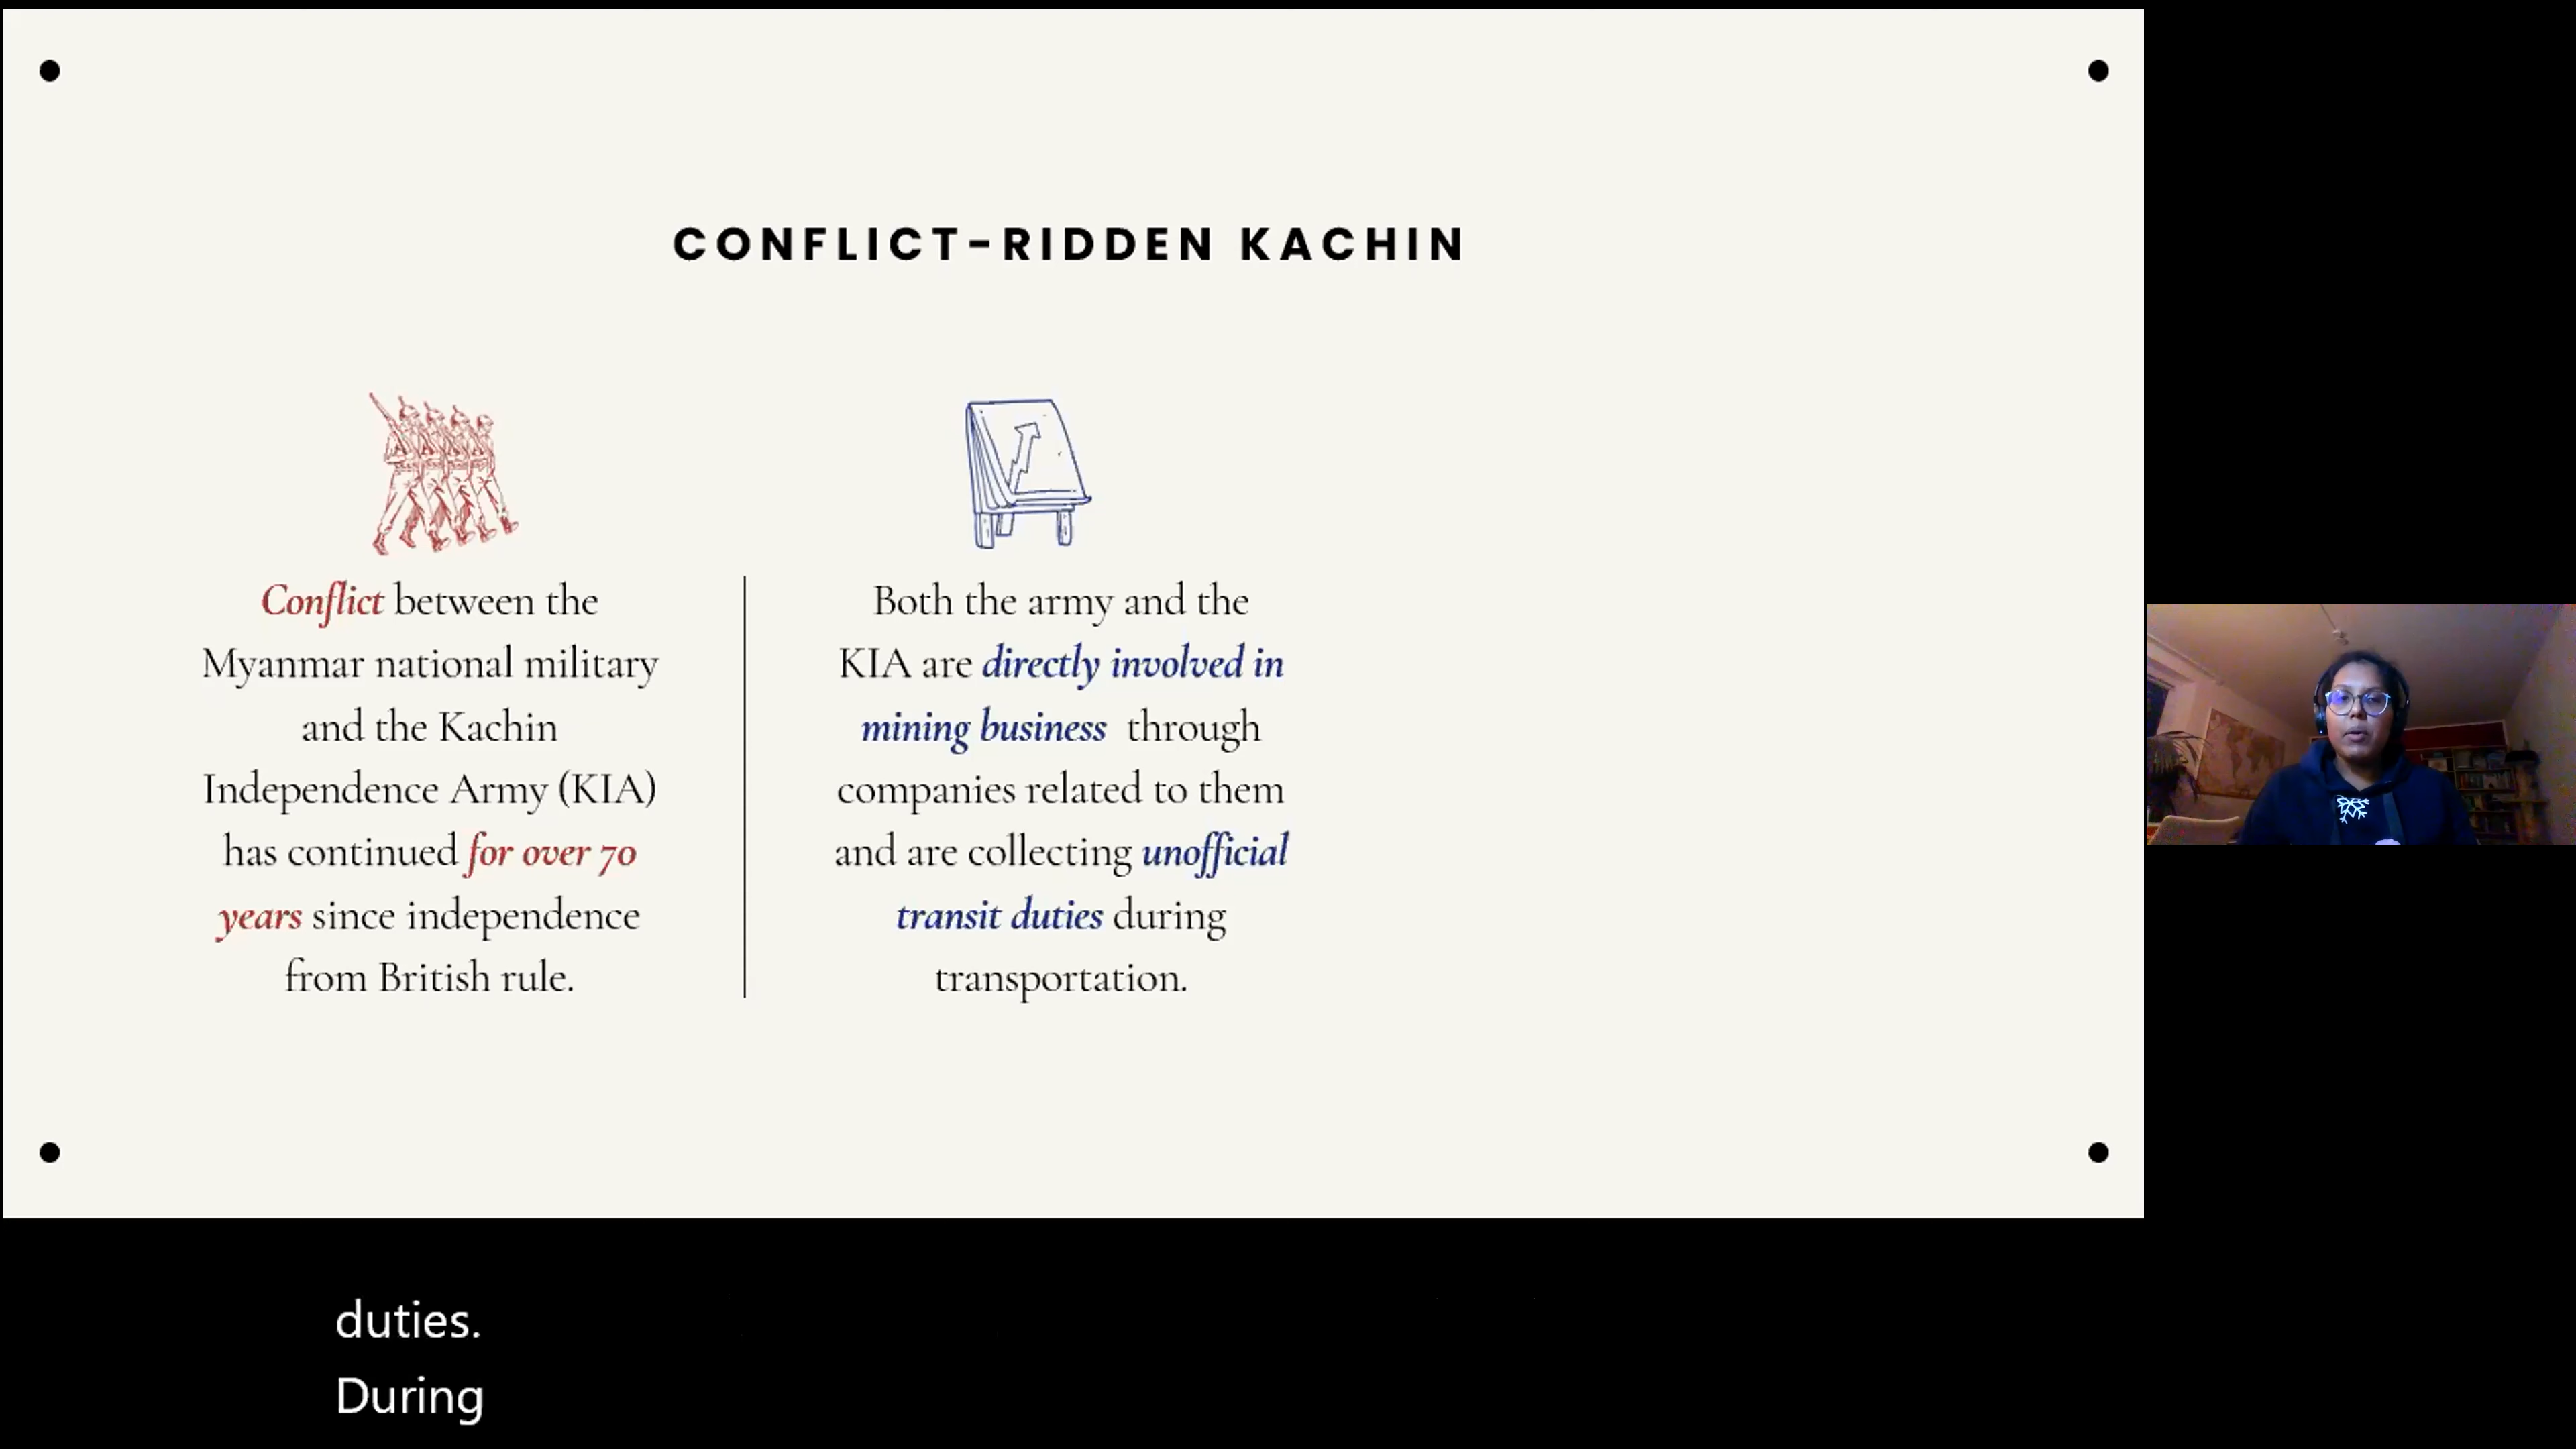 CONFLICT-RIDDEN KACHIN
Conflict between the
Myanmar national military
and the Kachin
Independence Army (KIA)
has continued for over 70
years since independence
from British rule.
Both the army and the
KIA are directly involved in
mining business through
companies related to them
and are collecting unofficial
transit duties during
transportation.
duties.
During